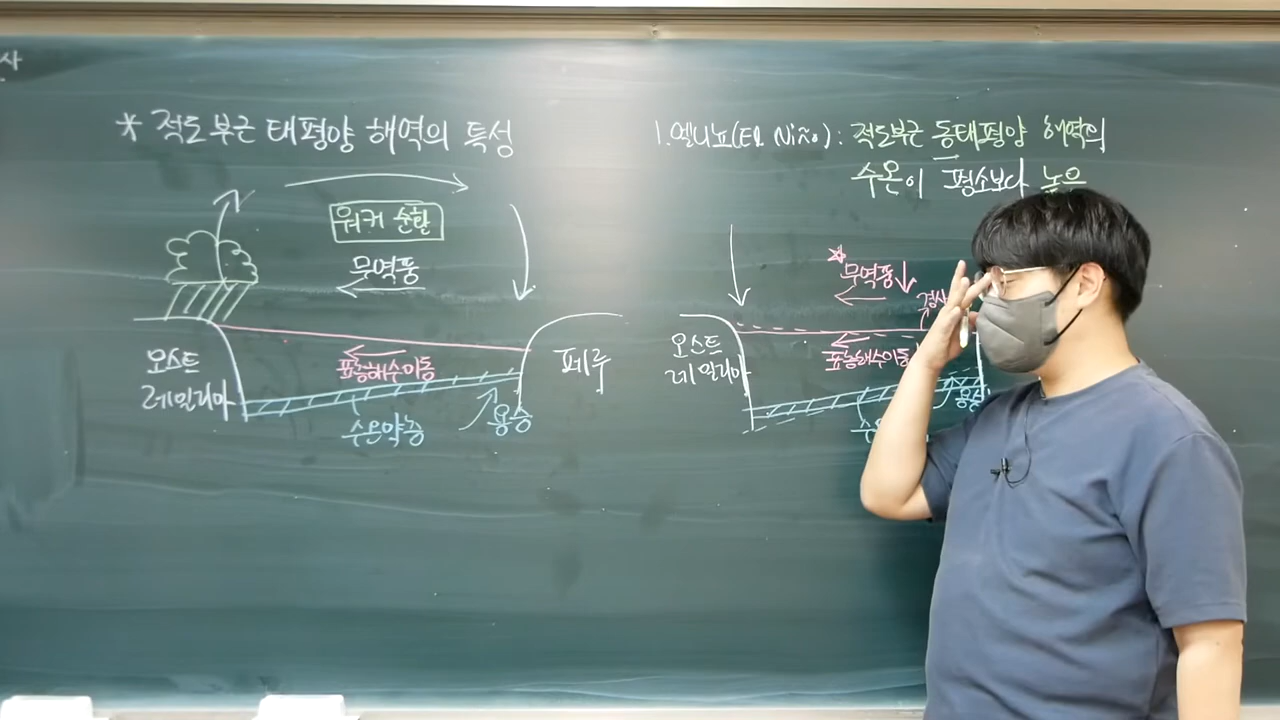 사
* 적도부근 태평양 해역의 특성
워커 순환
무역풍
오스트
레일리아
표층해수이동
수온약층
용승
페루
1. 엘니뇨(EL Niño) : 적도부근 동태평양 해역의
수온이 평소보다 높은
*무역풍↓
오스트
레일리아
표층해수이동